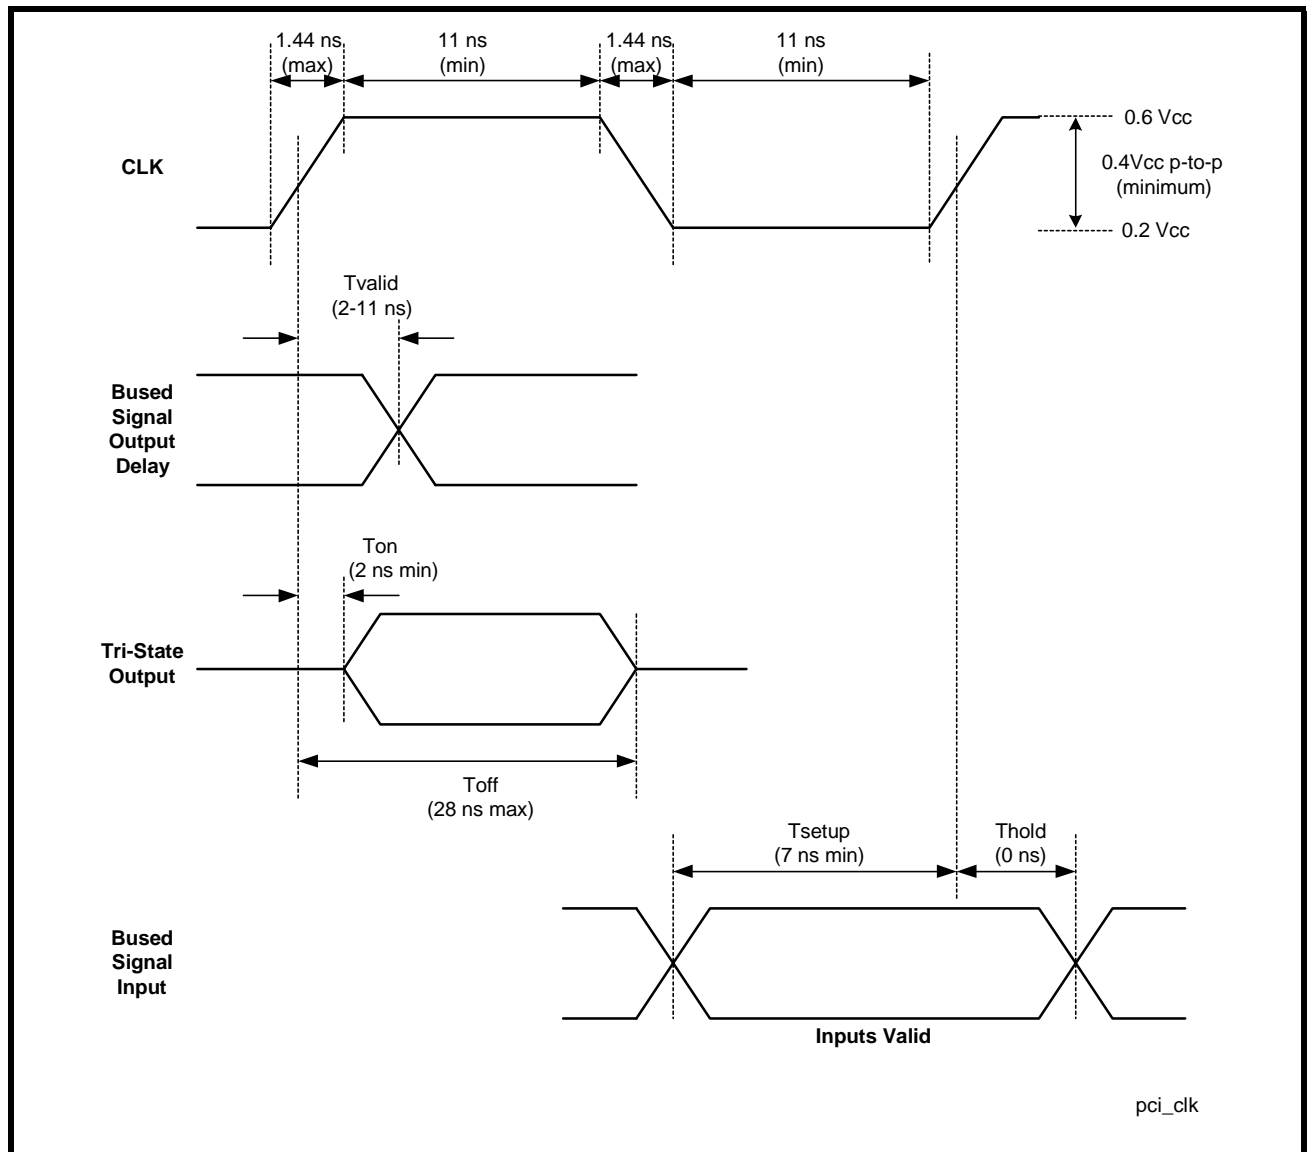 1.44 ns
(max)
11 ns
(min)
1.44 ns
(max)
11 ns
(min)
CLK
0.6 Vcc
0.4Vcc p-to-p
(minimum)
0.2 Vcc
Tvalid
(2-11 ns)
Bused
Signal
Output
Delay
Ton
(2 ns min)
Tri-State
Output
Toff
(28 ns max)
Tsetup
(7 ns min)
Thold
(0 ns)
Bused
Signal
Input
Inputs Valid
pci_clk